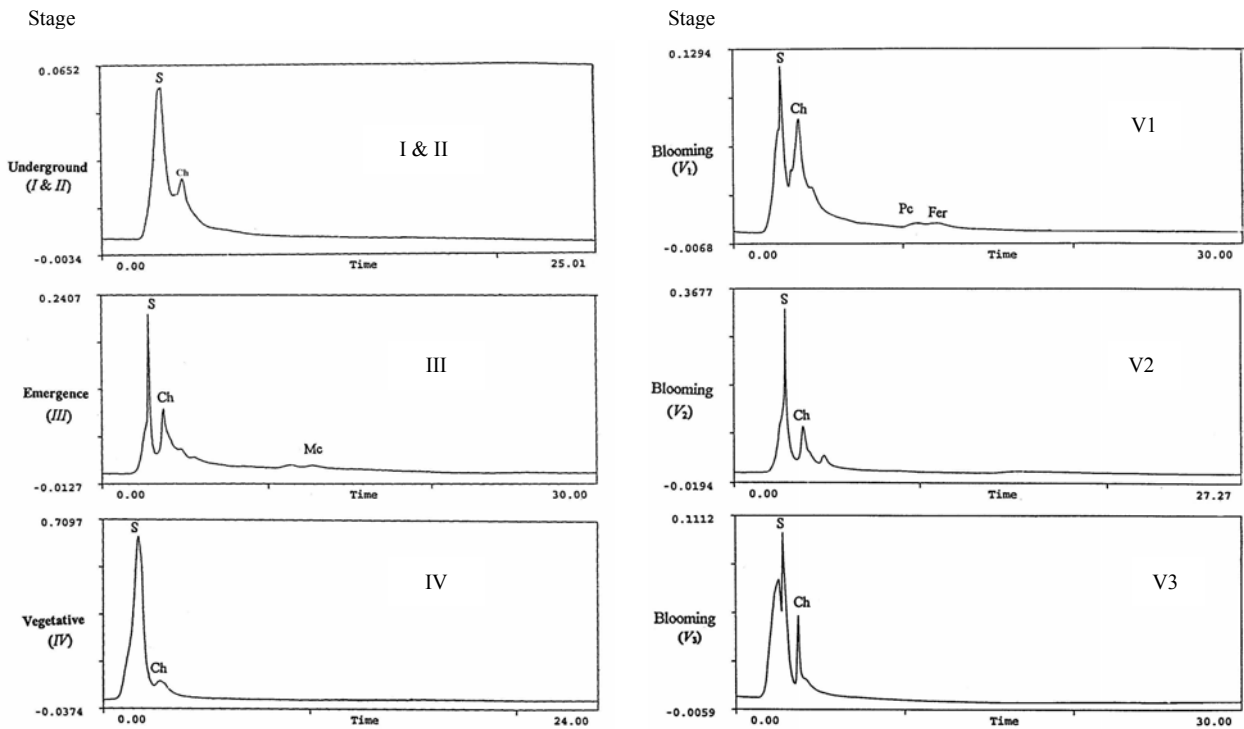 Stage
0.0652
S
Ch
I & II
Underground
(I & II)
-0.0034
0.00
Time
25.01
0.2407
S
Ch
Mc
III
Emergence
(III)
-0.0127
0.00
Time
30.00
0.7097
S
Ch
IV
Vegetative
(IV)
-0.0374
0.00
Time
24.00
Stage
0.1294
S
Ch
Pc
Fer
V1
Blooming
(V₁)
-0.0068
0.00
Time
30.00
0.3677
S
Ch
V2
Blooming
(V₂)
-0.0194
0.00
Time
27.27
0.1112
S
Ch
V3
Blooming
(V₃)
-0.0059
0.00
Time
30.00